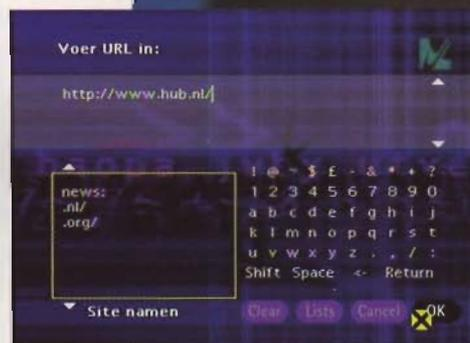 Voer URL in:
http://www.hub.nl/
! @ ~ $ £ - & * + ?
news: 1 2 3 4 5 6 7 8 9 0
.nl/ a b c d e f g h i j
.org/ k l m n o p q r s t
u v w x y z . , / :
Shift Space <- Return
Site namen Clear Lists Cancel OK